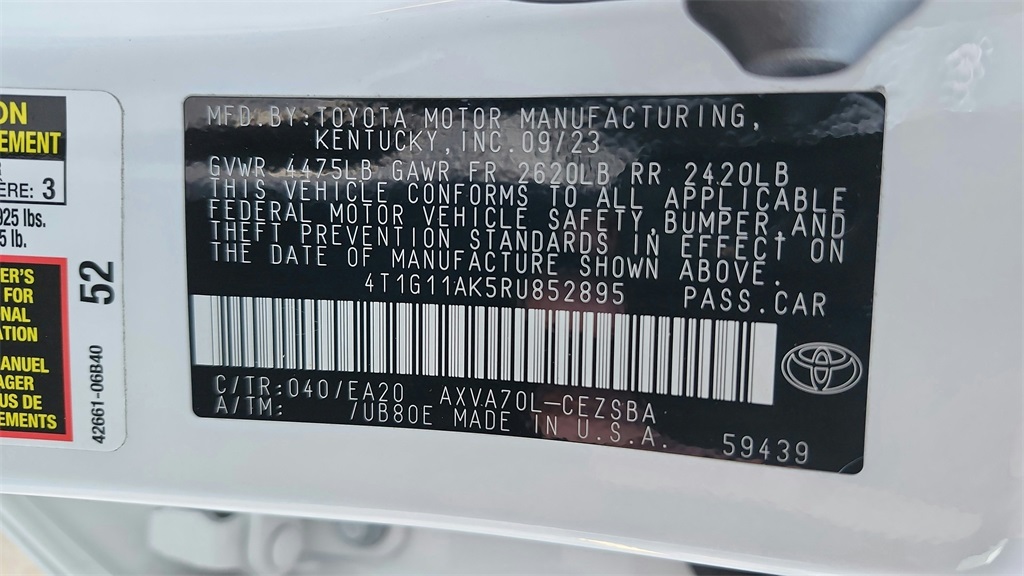 ON
EMENT
ÈRE: 3
925 lbs.
5 lb.
ER'S
FOR
NAL
ATION
ANUEL
AGER
US DE
EMENTS
52
42661-06B40
MFD.BY:TOYOTA MOTOR MANUFACTURING,
KENTUCKY,INC.09/23
GVWR 4475LB GAWR FR 2620LB RR 2420LB
THIS VEHICLE CONFORMS TO ALL APPLICABLE
FEDERAL MOTOR VEHICLE SAFETY,BUMPER,AND
THEFT PREVENTION STANDARDS IN EFFECT ON
THE DATE OF MANUFACTURE SHOWN ABOVE.
4T1G11AK5RU852895 PASS.CAR
C/TR:040/EA20 AXVA70L-CEZSBA
A/TM: /UB80E MADE IN U.S.A.
59439